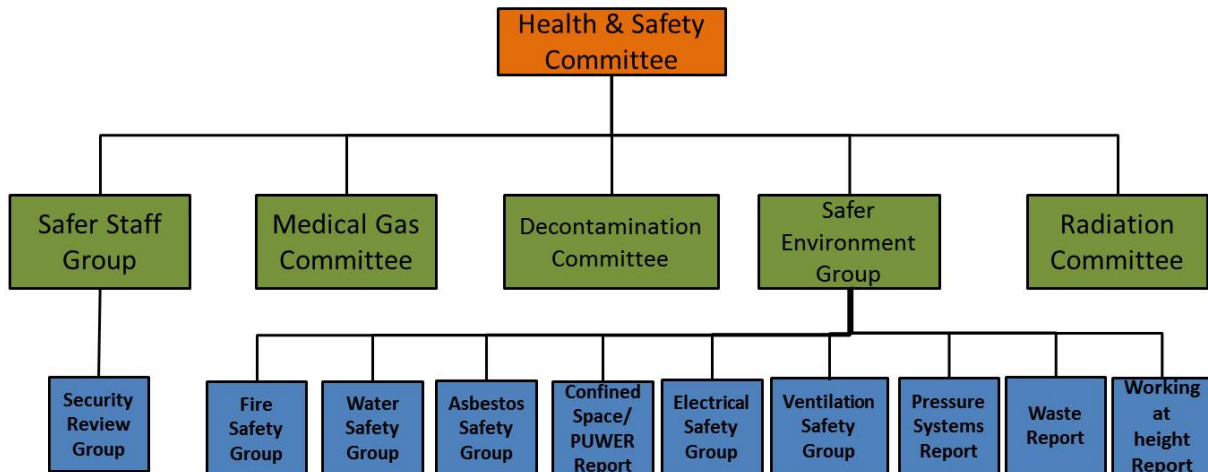 Health & Safety
Committee
Safer Staff
Group
Medical Gas
Committee
Decontamination
Committee
Safer
Environment
Group
Radiation
Committee
Security
Review
Group
Fire
Safety
Group
Water
Safety
Group
Asbestos
Safety
Group
Confined
Space/
PUWER
Report
Electrical
Safety
Group
Ventilation
Safety
Group
Pressure
Systems
Report
Waste
Report
Working
at
height
Report